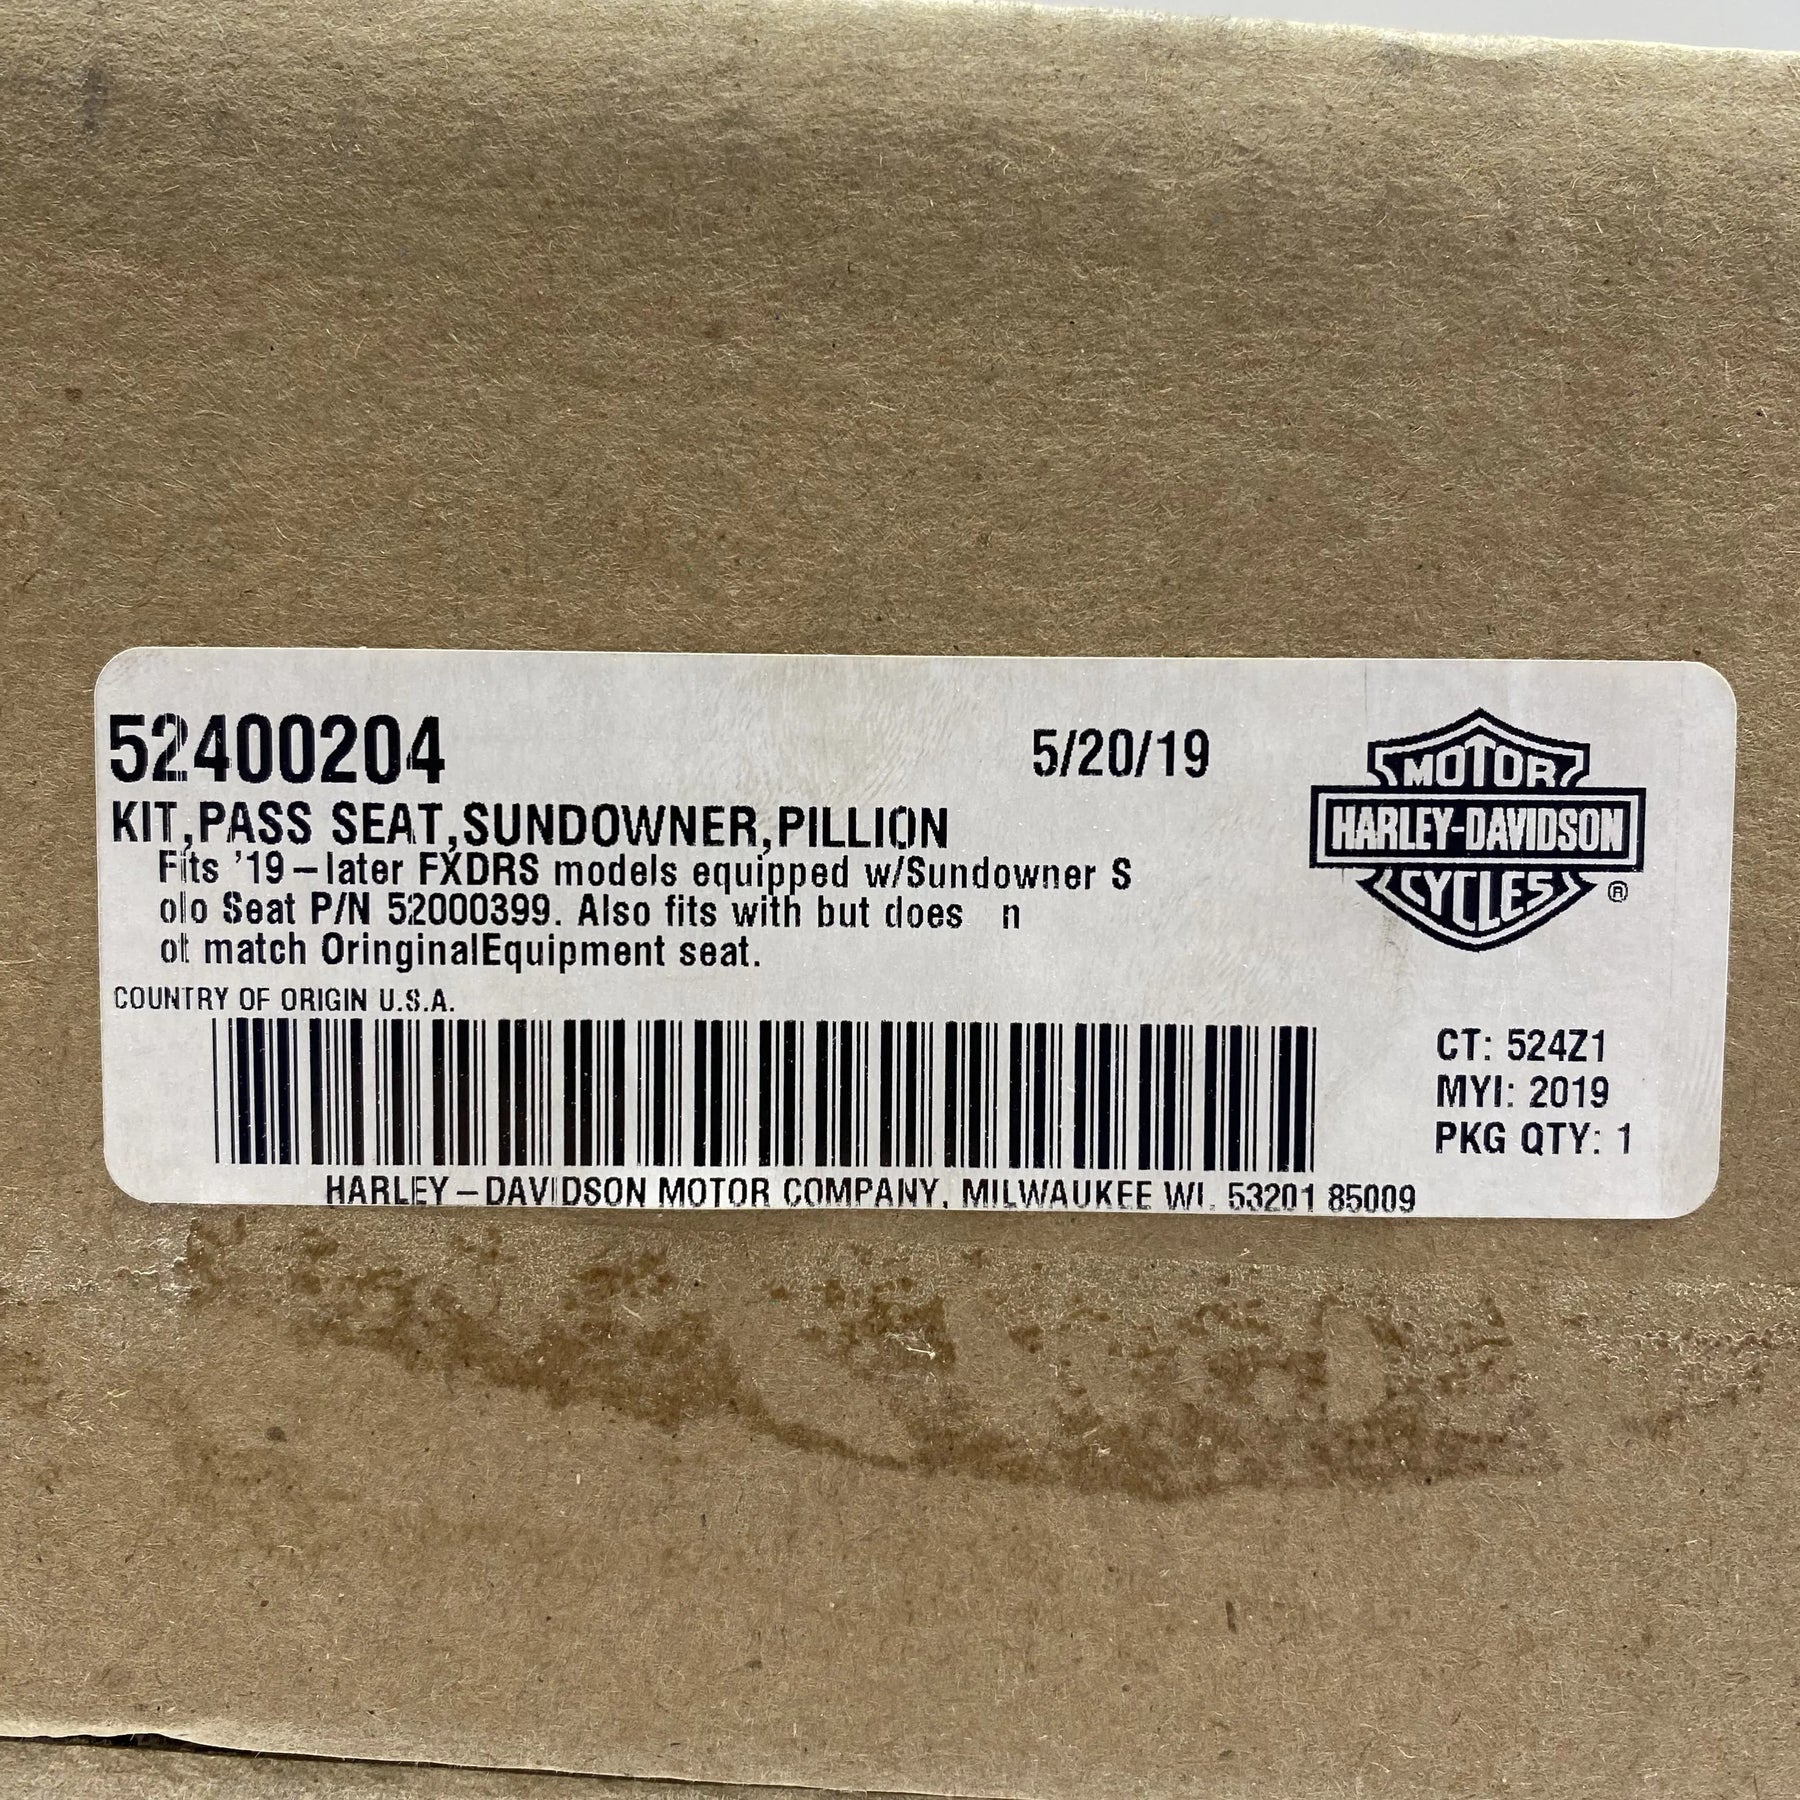 52400204
5/20/19
KIT,PASS SEAT,SUNDOWNER,PILLION
Fits '19-later FXDRS models equipped w/Sundowner S
olo Seat P/N 52000399. Also fits with but does n
ot match OringinalEquipment seat.
COUNTRY OF ORIGIN U.S.A.
MOTOR
HARLEY-DAVIDSON
CYCLES
®
CT: 524Z1
MYI: 2019
PKG QTY: 1
HARLEY-DAVIDSON MOTOR COMPANY, MILWAUKEE WI. 53201 85009